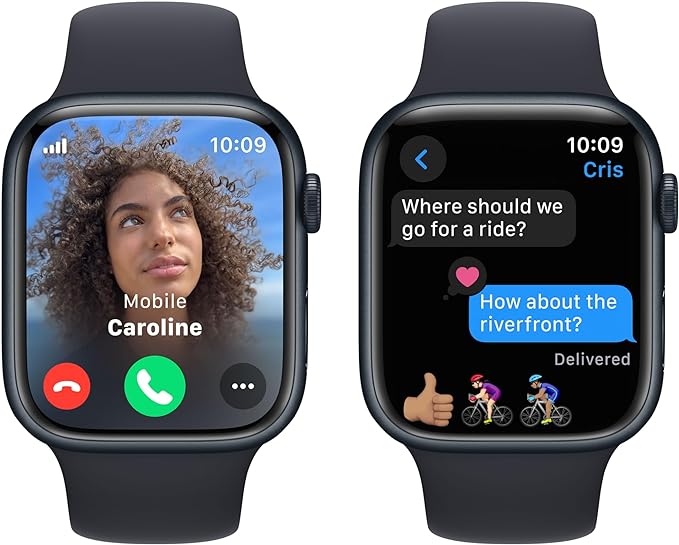 10:09
Mobile
Caroline
10:09
Cris
Where should we
go for a ride?
How about the
riverfront?
Delivered